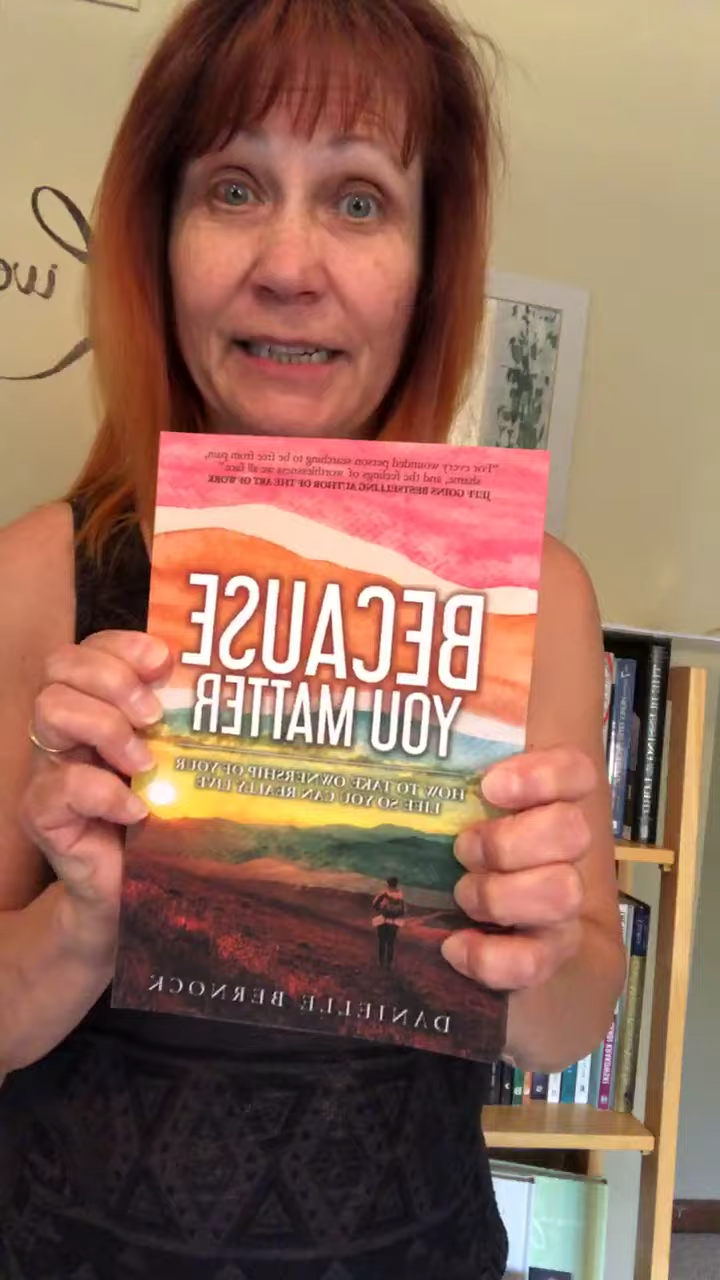 "For every wounded person searching to be free from pain,
shame, and the feelings of worthlessness we all face."
JEFF GOINS BESTSELLING AUTHOR OF THE ART OF WORK
BECAUSE
YOU MATTER
HOW TO TAKE OWNERSHIP OF YOUR
LIFE SO YOU CAN REALLY LIVE
DANIELLE BERNOCK
THE BLESSING